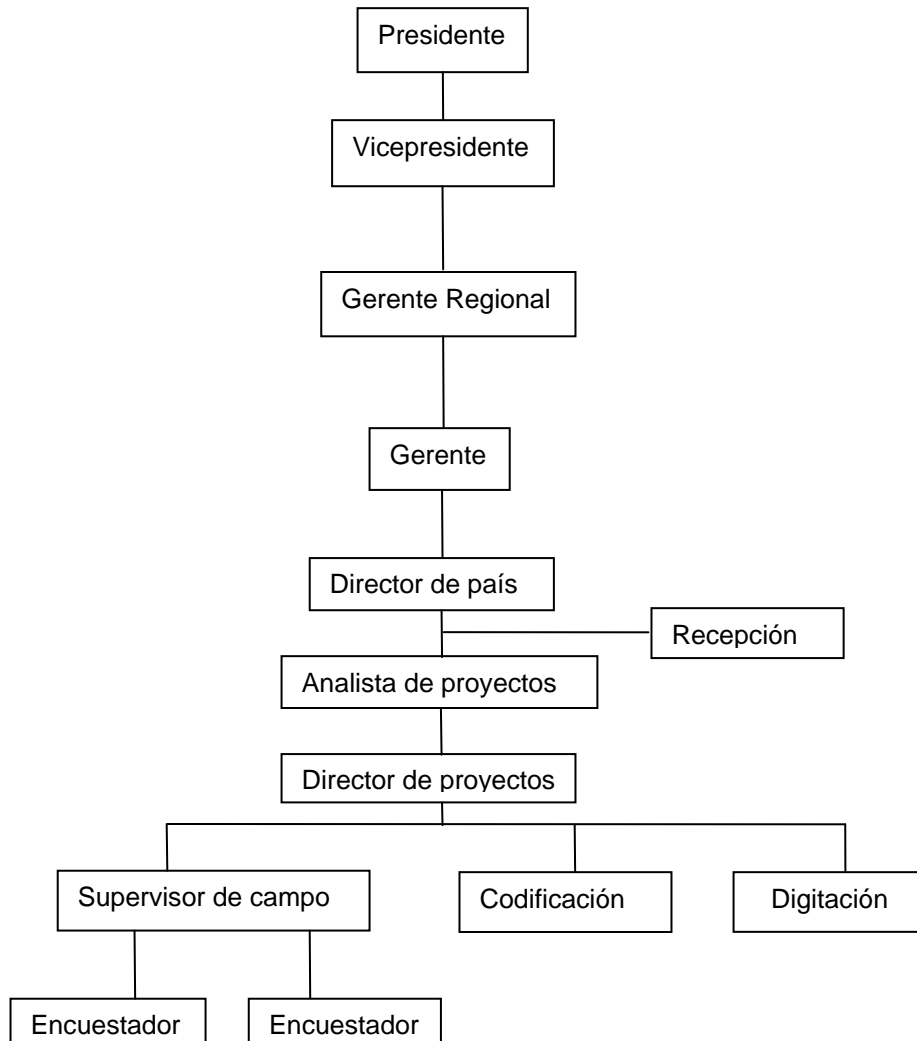 Presidente
Vicepresidente
Gerente Regional
Gerente
Director de país
Recepción
Analista de proyectos
Director de proyectos
Supervisor de campo
Codificación
Digitación
Encuestador
Encuestador